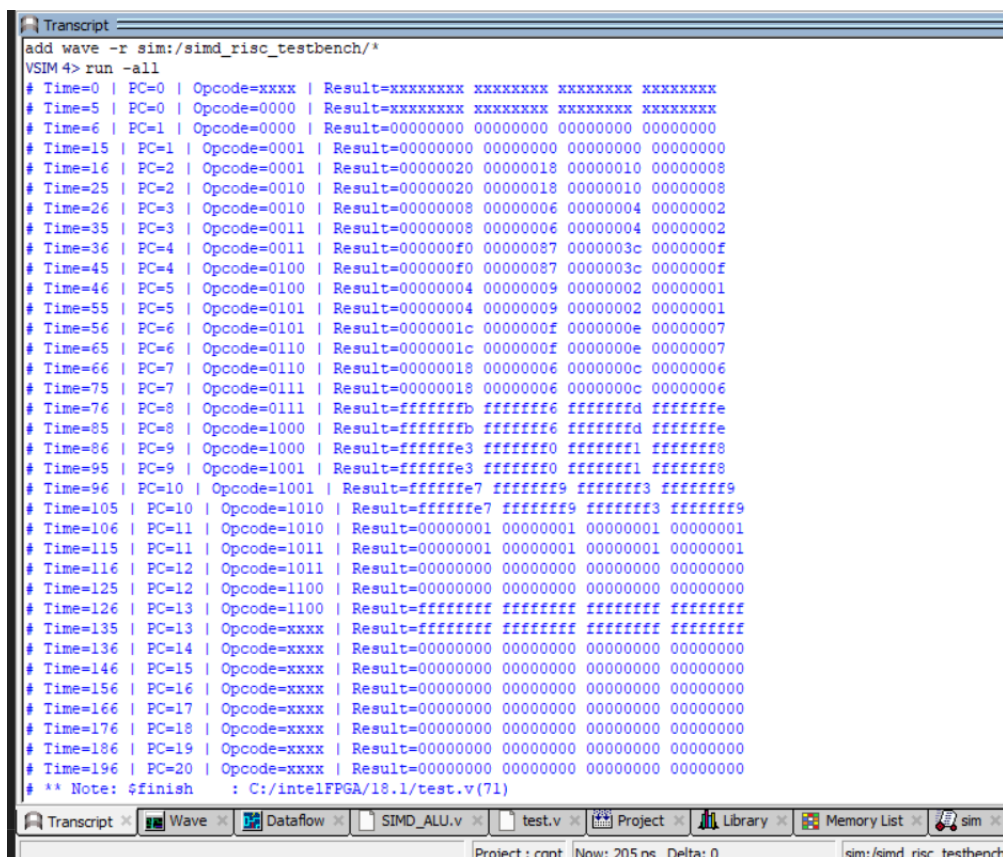 Transcript
add wave -r sim:/simd_risc_testbench/*
VSIM 4> run -all
# Time=0 | PC=0 | Opcode=xxxx | Result=xxxxxxxx xxxxxxxx xxxxxxxx xxxxxxxx
# Time=5 | PC=0 | Opcode=0000 | Result=xxxxxxxx xxxxxxxx xxxxxxxx xxxxxxxx
# Time=6 | PC=1 | Opcode=0000 | Result=00000000 00000000 00000000 00000000
# Time=15 | PC=1 | Opcode=0001 | Result=00000000 00000000 00000000 00000000
# Time=16 | PC=2 | Opcode=0001 | Result=00000020 00000018 00000010 00000008
# Time=25 | PC=2 | Opcode=0010 | Result=00000020 00000018 00000010 00000008
# Time=26 | PC=3 | Opcode=0010 | Result=00000008 00000006 00000004 00000002
# Time=35 | PC=3 | Opcode=0011 | Result=00000008 00000006 00000004 00000002
# Time=36 | PC=4 | Opcode=0011 | Result=000000f0 00000087 0000003c 0000000f
# Time=45 | PC=4 | Opcode=0100 | Result=000000f0 00000087 0000003c 0000000f
# Time=46 | PC=5 | Opcode=0100 | Result=00000004 00000009 00000002 00000001
# Time=55 | PC=5 | Opcode=0101 | Result=00000004 00000009 00000002 00000001
# Time=56 | PC=6 | Opcode=0101 | Result=0000001c 0000000f 0000000e 00000007
# Time=65 | PC=6 | Opcode=0110 | Result=0000001c 0000000f 0000000e 00000007
# Time=66 | PC=7 | Opcode=0110 | Result=00000018 00000006 0000000c 00000006
# Time=75 | PC=7 | Opcode=0111 | Result=00000018 00000006 0000000c 00000006
# Time=76 | PC=8 | Opcode=0111 | Result=fffffffb fffffff6 fffffffd fffffffe
# Time=85 | PC=8 | Opcode=1000 | Result=fffffffb fffffff6 fffffffd fffffffe
# Time=86 | PC=9 | Opcode=1000 | Result=ffffffe3 fffffff0 fffffff1 fffffff8
# Time=95 | PC=9 | Opcode=1001 | Result=ffffffe3 fffffff0 fffffff1 fffffff8
# Time=96 | PC=10 | Opcode=1001 | Result=ffffffe7 fffffff9 fffffff3 fffffff9
# Time=105 | PC=10 | Opcode=1010 | Result=ffffffe7 fffffff9 fffffff3 fffffff9
# Time=106 | PC=11 | Opcode=1010 | Result=00000001 00000001 00000001 00000001
# Time=115 | PC=11 | Opcode=1011 | Result=00000001 00000001 00000001 00000001
# Time=116 | PC=12 | Opcode=1011 | Result=00000000 00000000 00000000 00000000
# Time=125 | PC=12 | Opcode=1100 | Result=00000000 00000000 00000000 00000000
# Time=126 | PC=13 | Opcode=1100 | Result=ffffffff ffffffff ffffffff ffffffff
# Time=135 | PC=13 | Opcode=xxxx | Result=ffffffff ffffffff ffffffff ffffffff
# Time=136 | PC=14 | Opcode=xxxx | Result=00000000 00000000 00000000 00000000
# Time=146 | PC=15 | Opcode=xxxx | Result=00000000 00000000 00000000 00000000
# Time=156 | PC=16 | Opcode=xxxx | Result=00000000 00000000 00000000 00000000
# Time=166 | PC=17 | Opcode=xxxx | Result=00000000 00000000 00000000 00000000
# Time=176 | PC=18 | Opcode=xxxx | Result=00000000 00000000 00000000 00000000
# Time=186 | PC=19 | Opcode=xxxx | Result=00000000 00000000 00000000 00000000
# Time=196 | PC=20 | Opcode=xxxx | Result=00000000 00000000 00000000 00000000
# ** Note: $finish : C:/intelFPGA/18.1/test.v(71)
Transcript Wave Dataflow SIMD_ALU.v test.v Project Library Memory List sim
Project : cqnt Now: 205 ps Delta: 0 sim:/simd_risc_testbench